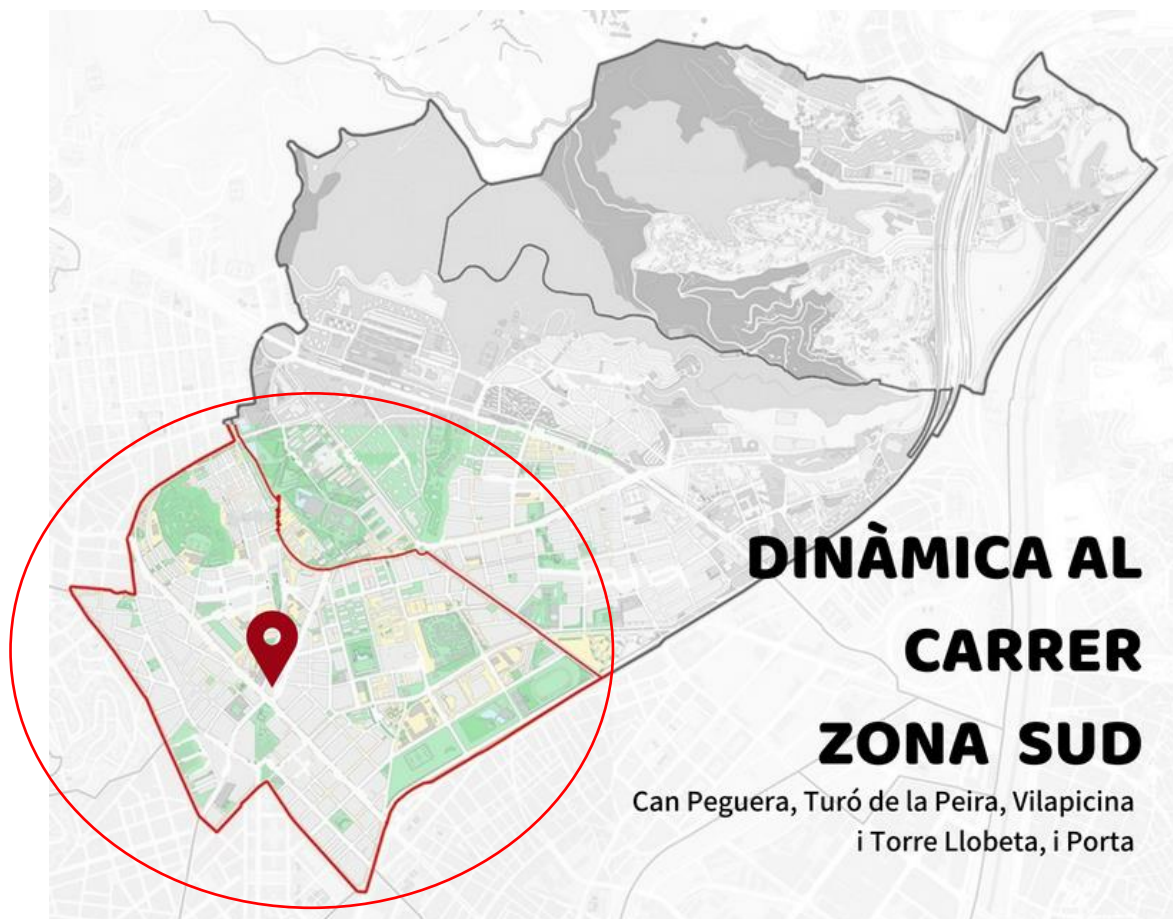 DINÀMICA AL
CARRER
ZONA SUD
Can Peguera, Turó de la Peira, Vilapicina
i Torre Llobeta, i Porta